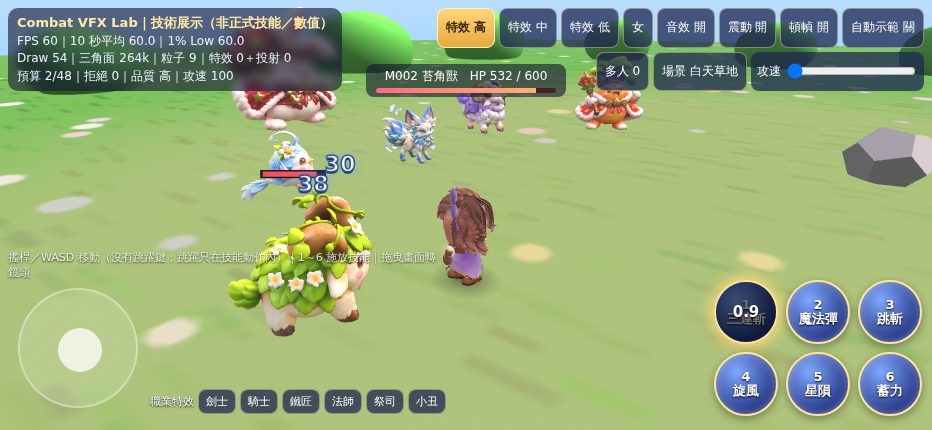 Combat VFX Lab｜技術展示（非正式技能／數值）
FPS 60｜10 秒平均 60.0｜1% Low 60.0
Draw 54｜三角面 264k｜粒子 9｜特效 0＋投射 0
預算 2/48｜拒絕 0｜品質 高｜攻速 100
特效 高
特效 中
特效 低
女
音效 開
震動 開
頓幀 開
自動示範 關
M002 苔角獸 HP 532 / 600
多人 0
場景 白天草地
攻速
30
38
搖桿／WASD 移動（沒有跳躍鍵；跳躍只在技能動作內）｜1～6 施放技能｜拖曳畫面轉
鏡頭
1
三連斬
0.9
2
魔法彈
3
跳斬
4
旋風
5
星隕
6
蓄力
職業特效
劍士
騎士
鐵匠
法師
祭司
小丑